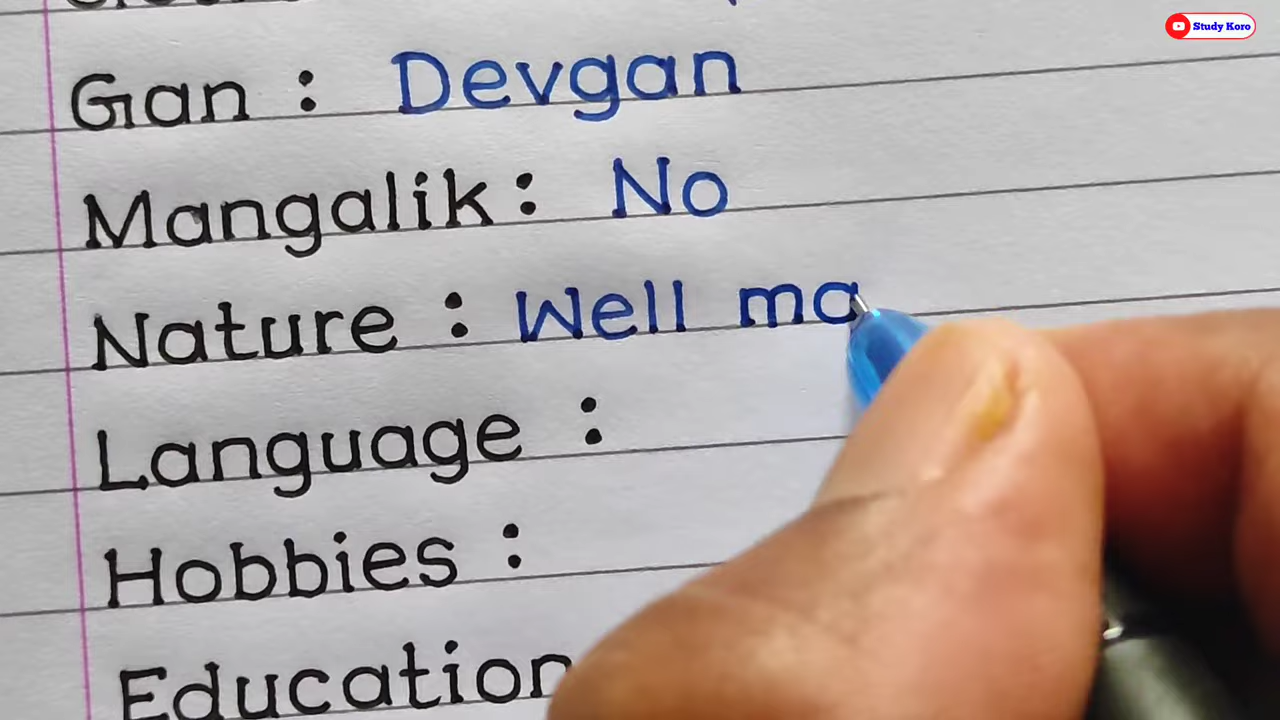 Study Koro
Gan : Devgan
Mangalik : No
Nature : Well ma
Language :
Hobbies :
Education